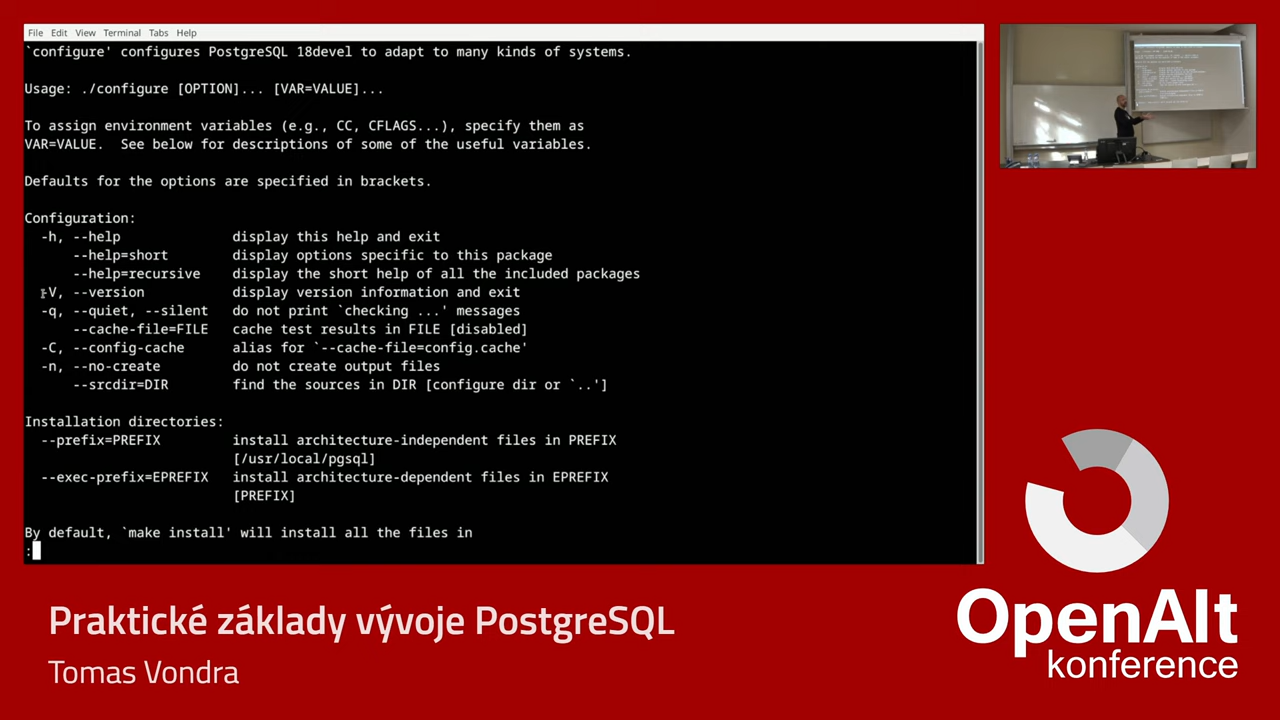 File Edit View Terminal Tabs Help
`configure' configures PostgreSQL 18devel to adapt to many kinds of systems.
Usage: ./configure [OPTION]... [VAR=VALUE]...
To assign environment variables (e.g., CC, CFLAGS...), specify them as
VAR=VALUE.  See below for descriptions of some of the useful variables.
Defaults for the options are specified in brackets.
Configuration:
  -h, --help              display this help and exit
      --help=short        display options specific to this package
      --help=recursive    display the short help of all the included packages
  -V, --version           display version information and exit
  -q, --quiet, --silent   do not print `checking ...' messages
      --cache-file=FILE   cache test results in FILE [disabled]
  -C, --config-cache      alias for `--cache-file=config.cache'
  -n, --no-create         do not create output files
      --srcdir=DIR        find the sources in DIR [configure dir or `..']
Installation directories:
  --prefix=PREFIX         install architecture-independent files in PREFIX
                          [/usr/local/pgsql]
  --exec-prefix=EPREFIX   install architecture-dependent files in EPREFIX
                          [PREFIX]
By default, `make install' will install all the files in
:
Praktické základy vývoje PostgreSQL
Tomas Vondra
OpenAlt
konference